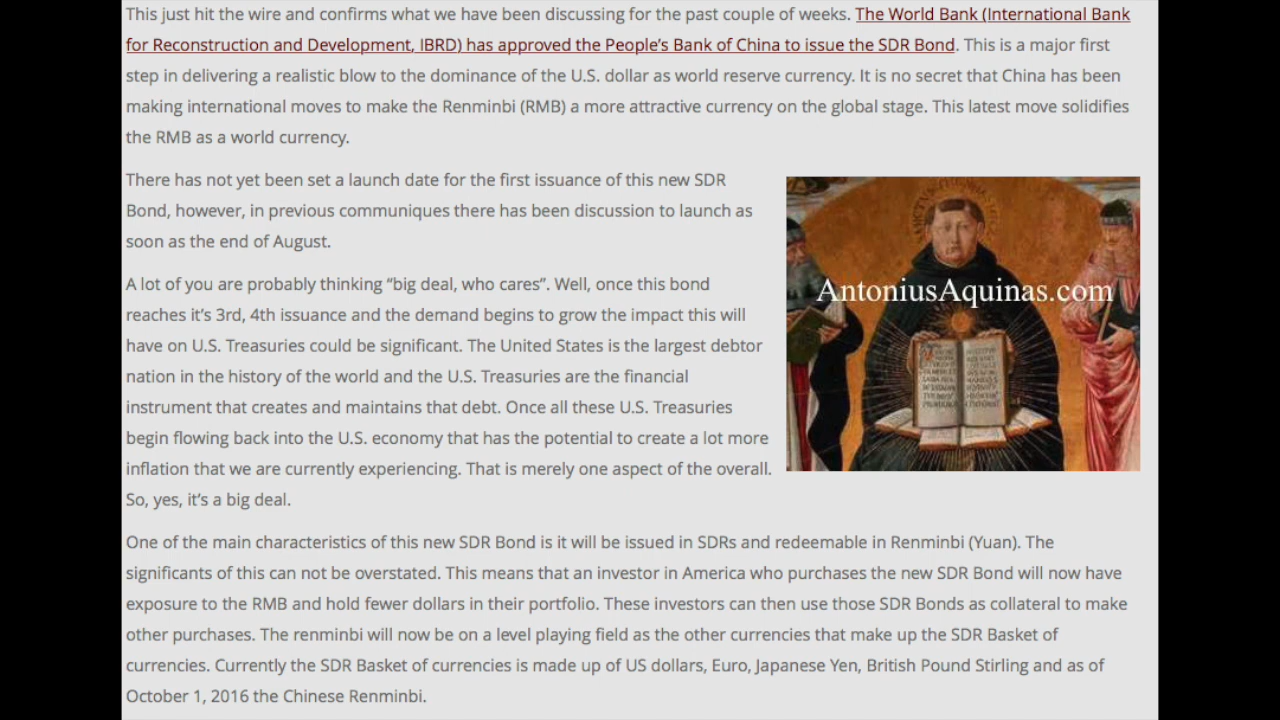 This just hit the wire and confirms what we have been discussing for the past couple of weeks. The World Bank (International Bank
for Reconstruction and Development, IBRD) has approved the People's Bank of China to issue the SDR Bond. This is a major first
step in delivering a realistic blow to the dominance of the U.S. dollar as world reserve currency. It is no secret that China has been
making international moves to make the Renminbi (RMB) a more attractive currency on the global stage. This latest move solidifies
the RMB as a world currency.
There has not yet been set a launch date for the first issuance of this new SDR
Bond, however, in previous communiques there has been discussion to launch as
soon as the end of August.
A lot of you are probably thinking “big deal, who cares”. Well, once this bond
reaches it's 3rd, 4th issuance and the demand begins to grow the impact this will
have on U.S. Treasuries could be significant. The United States is the largest debtor
nation in the history of the world and the U.S. Treasuries are the financial
instrument that creates and maintains that debt. Once all these U.S. Treasuries
begin flowing back into the U.S. economy that has the potential to create a lot more
inflation that we are currently experiencing. That is merely one aspect of the overall.
So, yes, it's a big deal.
AntoniusAquinas.com
One of the main characteristics of this new SDR Bond is it will be issued in SDRs and redeemable in Renminbi (Yuan). The
significants of this can not be overstated. This means that an investor in America who purchases the new SDR Bond will now have
exposure to the RMB and hold fewer dollars in their portfolio. These investors can then use those SDR Bonds as collateral to make
other purchases. The renminbi will now be on a level playing field as the other currencies that make up the SDR Basket of
currencies. Currently the SDR Basket of currencies is made up of US dollars, Euro, Japanese Yen, British Pound Stirling and as of
October 1, 2016 the Chinese Renminbi.